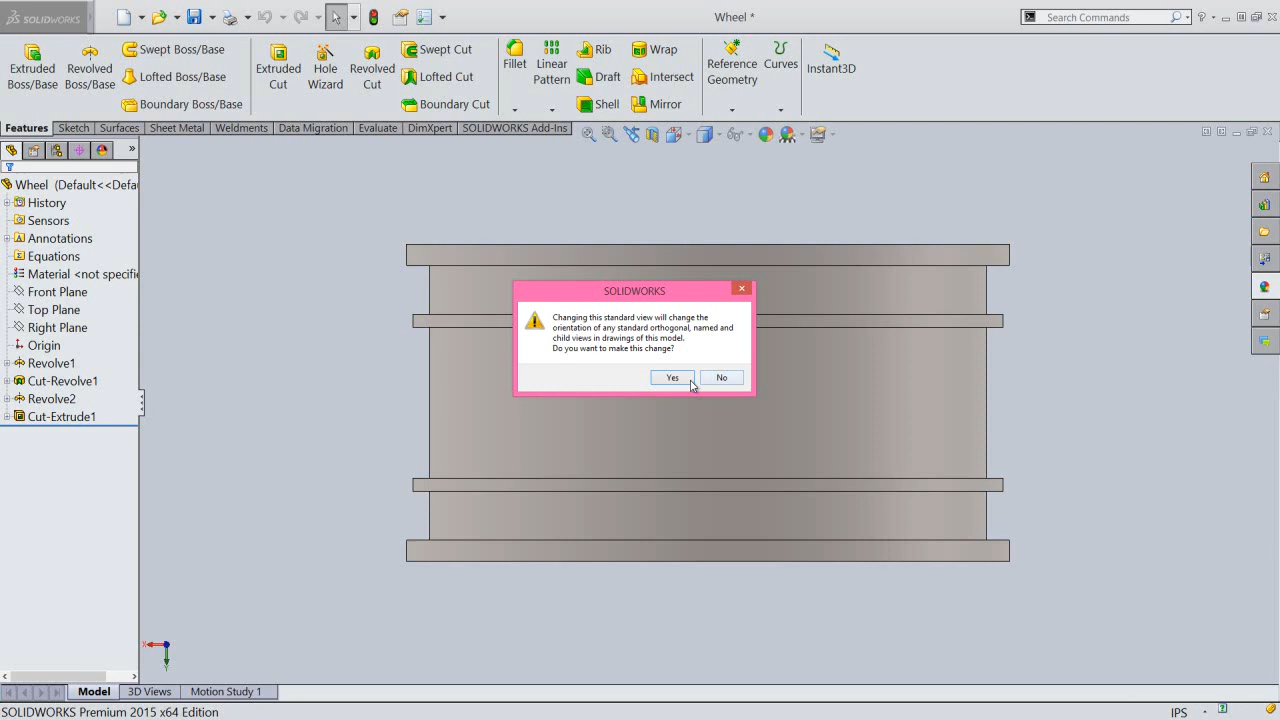 SOLIDWORKS
Wheel *
Search Commands
Extruded Boss/Base
Revolved Boss/Base
Swept Boss/Base
Lofted Boss/Base
Boundary Boss/Base
Extruded Cut
Hole Wizard
Revolved Cut
Swept Cut
Lofted Cut
Boundary Cut
Fillet
Linear Pattern
Rib
Draft
Shell
Wrap
Intersect
Mirror
Reference Geometry
Curves
Instant3D
Features
Sketch
Surfaces
Sheet Metal
Weldments
Data Migration
Evaluate
DimXpert
SOLIDWORKS Add-Ins
Wheel (Default<<Defau
History
Sensors
Annotations
Equations
Material <not specifie
Front Plane
Top Plane
Right Plane
Origin
Revolve1
Cut-Revolve1
Revolve2
Cut-Extrude1
SOLIDWORKS
Changing this standard view will change the
orientation of any standard orthogonal, named and
child views in drawings of this model.
Do you want to make this change?
Yes
No
X
Y
Model
3D Views
Motion Study 1
SOLIDWORKS Premium 2015 x64 Edition
IPS